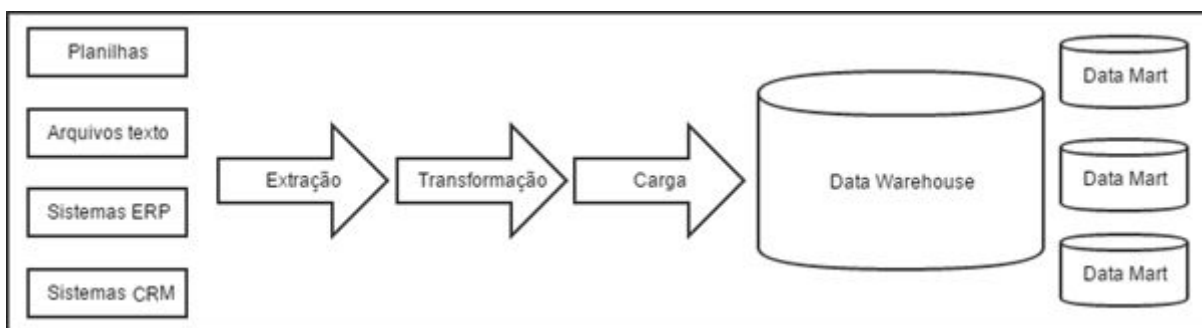 Planilhas
Arquivos texto
Sistemas ERP
Sistemas CRM
Extração
Transformação
Carga
Data Warehouse
Data Mart
Data Mart
Data Mart